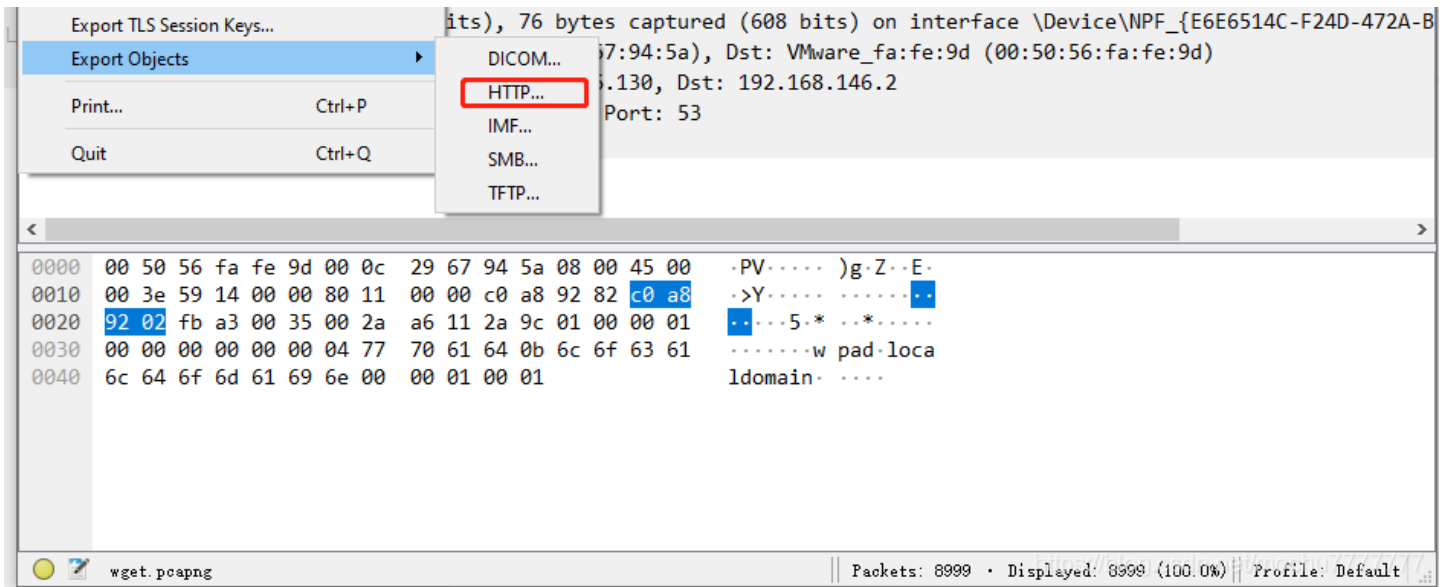 Export TLS Session Keys... its), 76 bytes captured (608 bits) on interface \Device\NPF_{E6E6514C-F24D-472A-B
Export Objects DICOM... 57:94:5a), Dst: VMware_fa:fe:9d (00:50:56:fa:fe:9d)
HTTP... .130, Dst: 192.168.146.2
Print... Ctrl+P Port: 53
IMF...
Quit Ctrl+Q SMB...
TFTP...
0000 00 50 56 fa fe 9d 00 0c 29 67 94 5a 08 00 45 00 ·PV····· )g·Z··E·
0010 00 3e 59 14 00 00 80 11 00 00 c0 a8 92 82 c0 a8 ·>Y····· ········
0020 92 02 fb a3 00 35 00 2a a6 11 2a 9c 01 00 00 01 ·····5·* ··*·····
0030 00 00 00 00 00 00 04 77 70 61 64 0b 6c 6f 63 61 ·······w pad·loca
0040 6c 64 6f 6d 61 69 6e 00 00 01 00 01 ldomain· ····
wget.pcapng Packets: 8999 · Displayed: 8999 (100.0%) Profile: Default